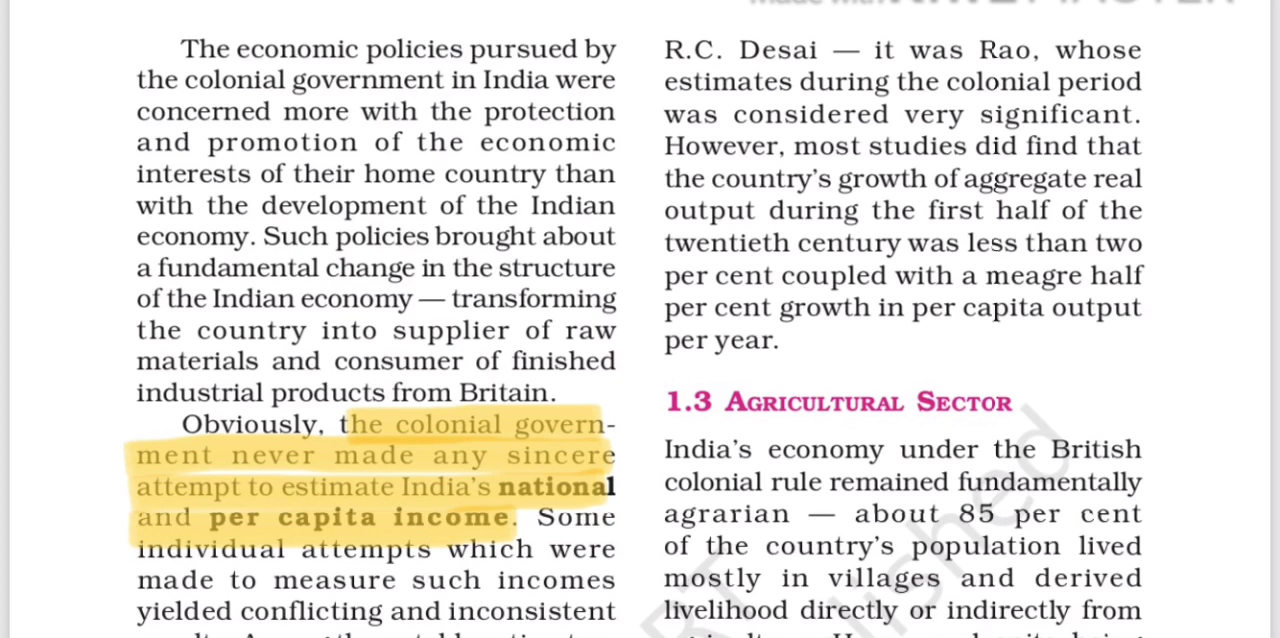 The economic policies pursued by
the colonial government in India were
concerned more with the protection
and promotion of the economic
interests of their home country than
with the development of the Indian
economy. Such policies brought about
a fundamental change in the structure
of the Indian economy — transforming
the country into supplier of raw
materials and consumer of finished
industrial products from Britain.
Obviously, the colonial govern-
ment never made any sincere
attempt to estimate India's national
and per capita income. Some
individual attempts which were
made to measure such incomes
yielded conflicting and inconsistent
R.C. Desai — it was Rao, whose
estimates during the colonial period
was considered very significant.
However, most studies did find that
the country's growth of aggregate real
output during the first half of the
twentieth century was less than two
per cent coupled with a meagre half
per cent growth in per capita output
per year.
1.3 AGRICULTURAL SECTOR
India's economy under the British
colonial rule remained fundamentally
agrarian — about 85 per cent
of the country's population lived
mostly in villages and derived
livelihood directly or indirectly from